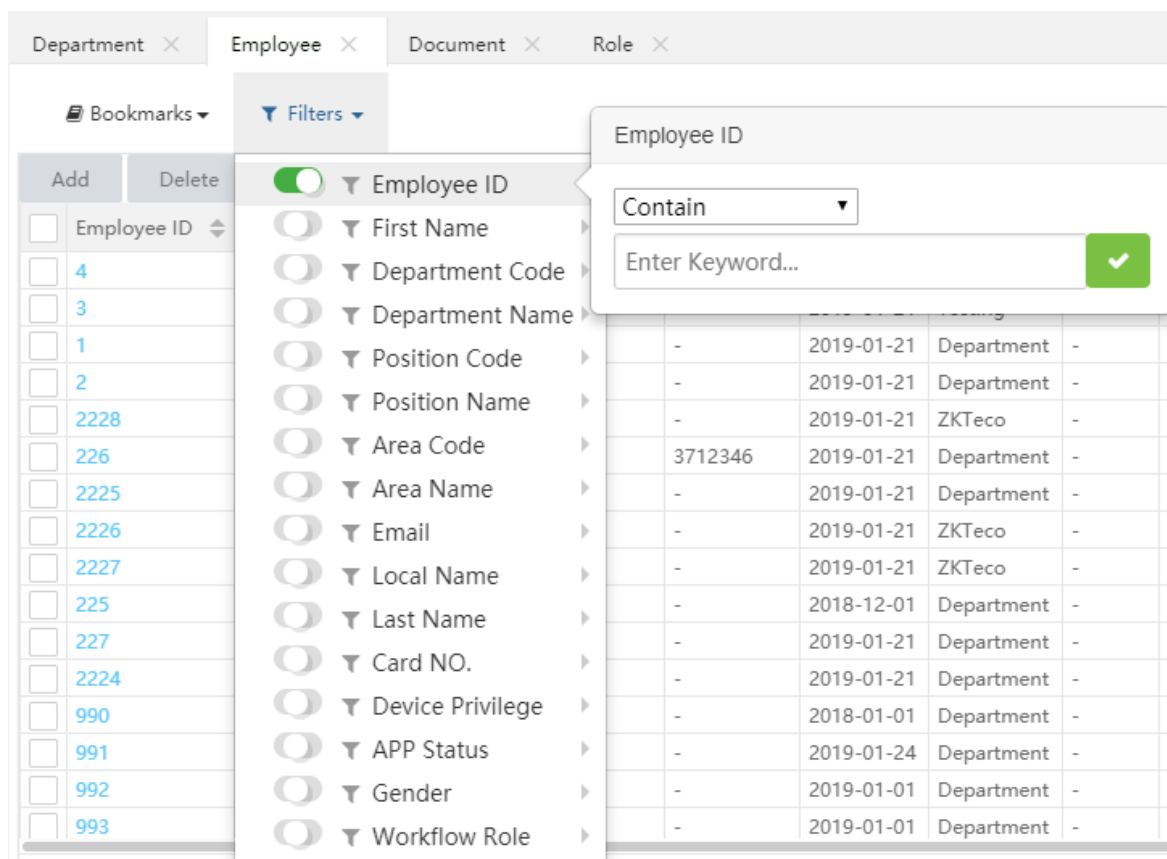 Department Employee Document Role
Bookmarks Filters
Employee ID
Contain
Enter Keyword...
Add Delete
Employee ID
Employee ID
First Name
Department Code
Department Name
Position Code
Position Name
Area Code
Area Name
Email
Local Name
Last Name
Card NO.
Device Privilege
APP Status
Gender
Workflow Role
4
3
1 - 2019-01-21 Department -
2 - 2019-01-21 Department -
2228 - 2019-01-21 ZKTeco -
226 3712346 2019-01-21 Department -
2225 - 2019-01-21 Department -
2226 - 2019-01-21 ZKTeco -
2227 - 2019-01-21 ZKTeco -
225 - 2018-12-01 Department -
227 - 2019-01-21 Department -
2224 - 2019-01-21 Department -
990 - 2018-01-01 Department -
991 - 2019-01-24 Department -
992 - 2019-01-01 Department -
993 - 2019-01-01 Department -